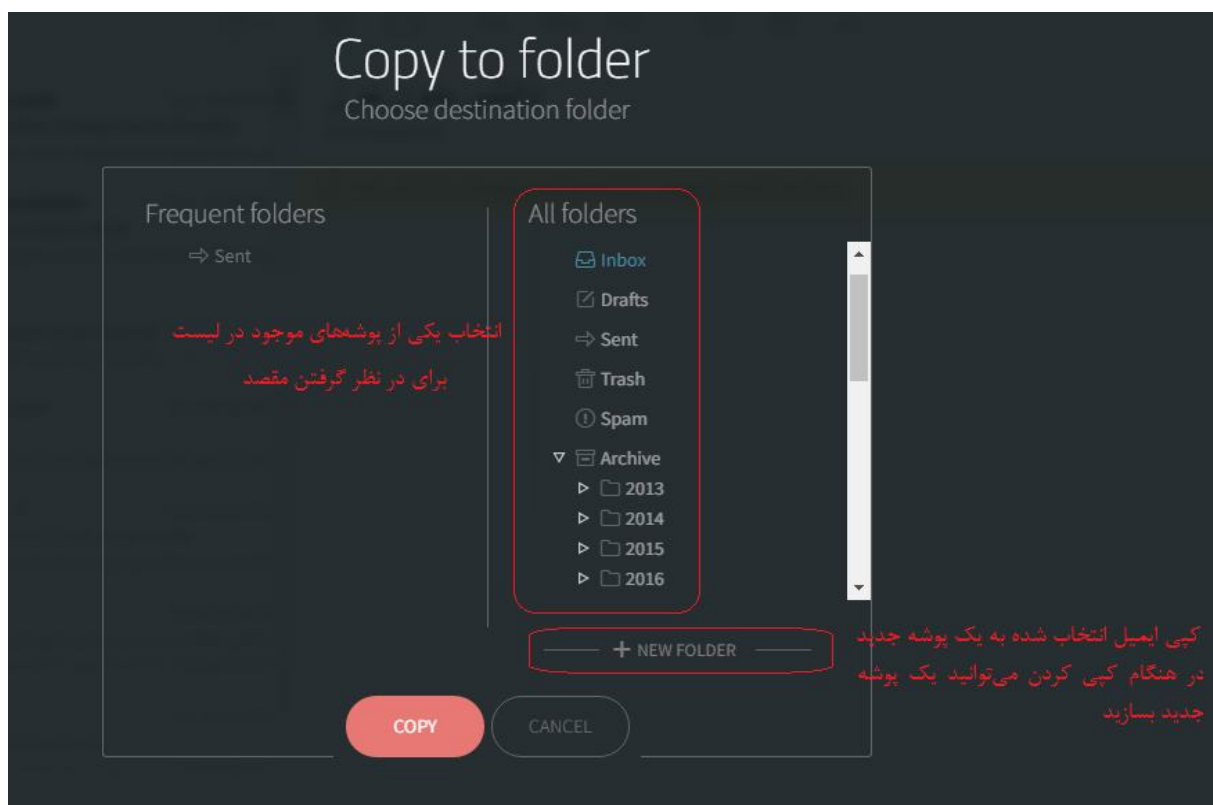 Copy to folder
Choose destination folder
Frequent folders
Sent
All folders
Inbox
Drafts
Sent
Trash
Spam
Archive
2013
2014
2015
2016
انتخاب یکی از پوشه‌های موجود در لیست
برای در نظر گرفتن مقصد
NEW FOLDER
کپی ایمیل انتخاب شده به یک پوشه جدید
در هنگام کپی کردن می‌توانید یک پوشه
جدید بسازید
COPY
CANCEL